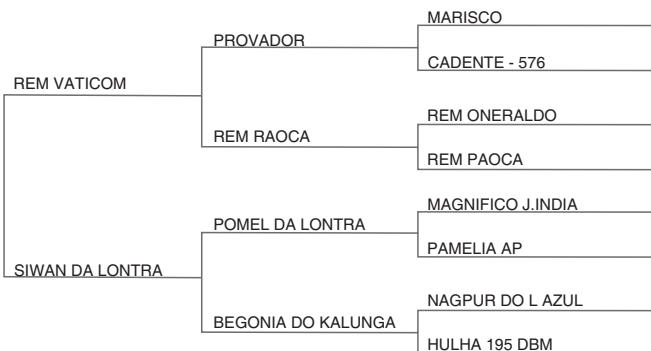 MARISCO
PROVADOR
CADENTE - 576
REM VATICOM
REM ONERALDO
REM RAOCA
REM PAOCA
MAGNIFICO J.INDIA
POMEL DA LONTRA
PAMELIA AP
SIWAN DA LONTRA
NAGPUR DO L AZUL
BEGONIA DO KALUNGA
HULHA 195 DBM